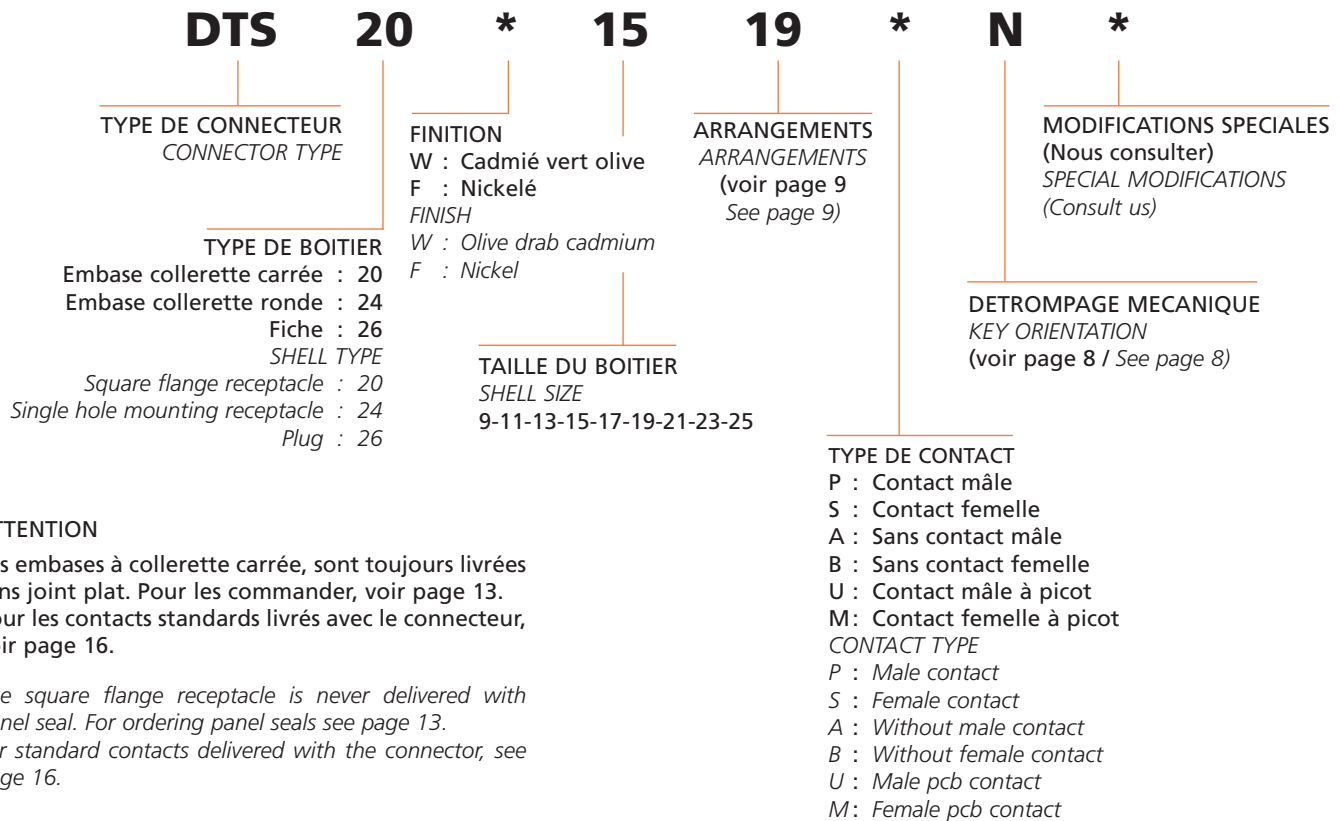 DTS 20 * 15 19 * N *
TYPE DE CONNECTEUR
CONNECTOR TYPE
TYPE DE BOITIER
Embase collerette carrée : 20
Embase collerette ronde : 24
Fiche : 26
SHELL TYPE
Square flange receptacle : 20
Single hole mounting receptacle : 24
Plug : 26
FINITION
W : Cadmié vert olive
F : Nickelé
FINISH
W : Olive drab cadmium
F : Nickel
TAILLE DU BOITIER
SHELL SIZE
9-11-13-15-17-19-21-23-25
ARRANGEMENTS
ARRANGEMENTS
(voir page 9
See page 9)
TYPE DE CONTACT
P : Contact mâle
S : Contact femelle
A : Sans contact mâle
B : Sans contact femelle
U : Contact mâle à picot
M : Contact femelle à picot
CONTACT TYPE
P : Male contact
S : Female contact
A : Without male contact
B : Without female contact
U : Male pcb contact
M : Female pcb contact
DETROMPAGE MECANIQUE
KEY ORIENTATION
(voir page 8 / See page 8)
MODIFICATIONS SPECIALES
(Nous consulter)
SPECIAL MODIFICATIONS
(Consult us)
TTENTION
s embases à collerette carrée, sont toujours livrées
ns joint plat. Pour les commander, voir page 13.
ur les contacts standards livrés avec le connecteur,
ir page 16.
e square flange receptacle is never delivered with
nel seal. For ordering panel seals see page 13.
r standard contacts delivered with the connector, see
ge 16.